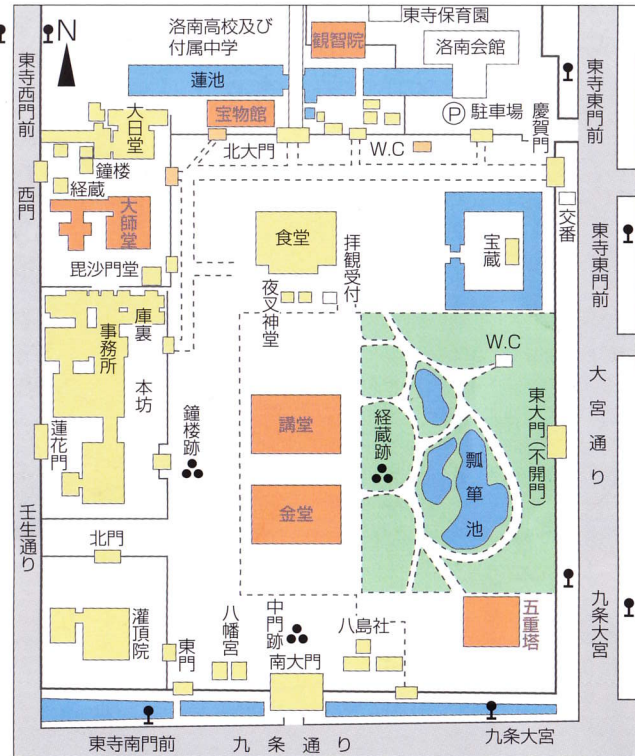 N
東寺西門前
洛南高校及び
付属中学
観智院
東寺保育園
洛南会館
蓮池
宝物館
北大門
W.C
P 駐車場
慶賀門
東寺東門前
大日堂
鐘楼
経蔵
西門
大師堂
毘沙門堂
食堂
夜叉神堂
拝観受付
宝蔵
交番
東寺東門前
庫裏
事務所
本坊
蓮花門
鐘楼跡
講堂
金堂
経蔵跡
W.C
瓢箪池
東大門(不開門)
大宮通り
壬生通り
北門
灌頂院
東門
八幡宮
中門跡
南大門
八島社
五重塔
九条大宮
東寺南門前
九条通り
九条大宮